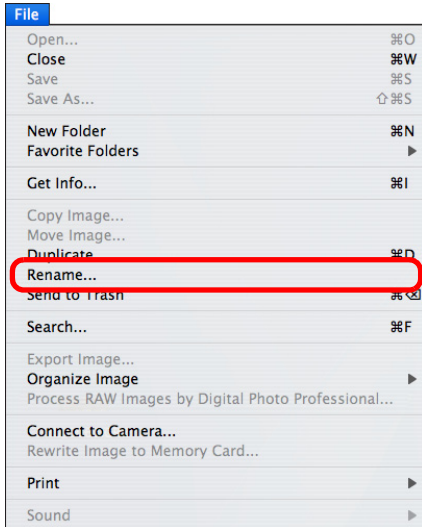 File
Open... ⌘O
Close ⌘W
Save ⌘S
Save As... ⇧⌘S
New Folder ⌘N
Favorite Folders ▶
Get Info... ⌘I
Copy Image...
Move Image...
Duplicate ⌘D
Rename...
Send to Trash ⌘⌫
Search... ⌘F
Export Image...
Organize Image ▶
Process RAW Images by Digital Photo Professional...
Connect to Camera...
Rewrite Image to Memory Card...
Print ▶
Sound ▶